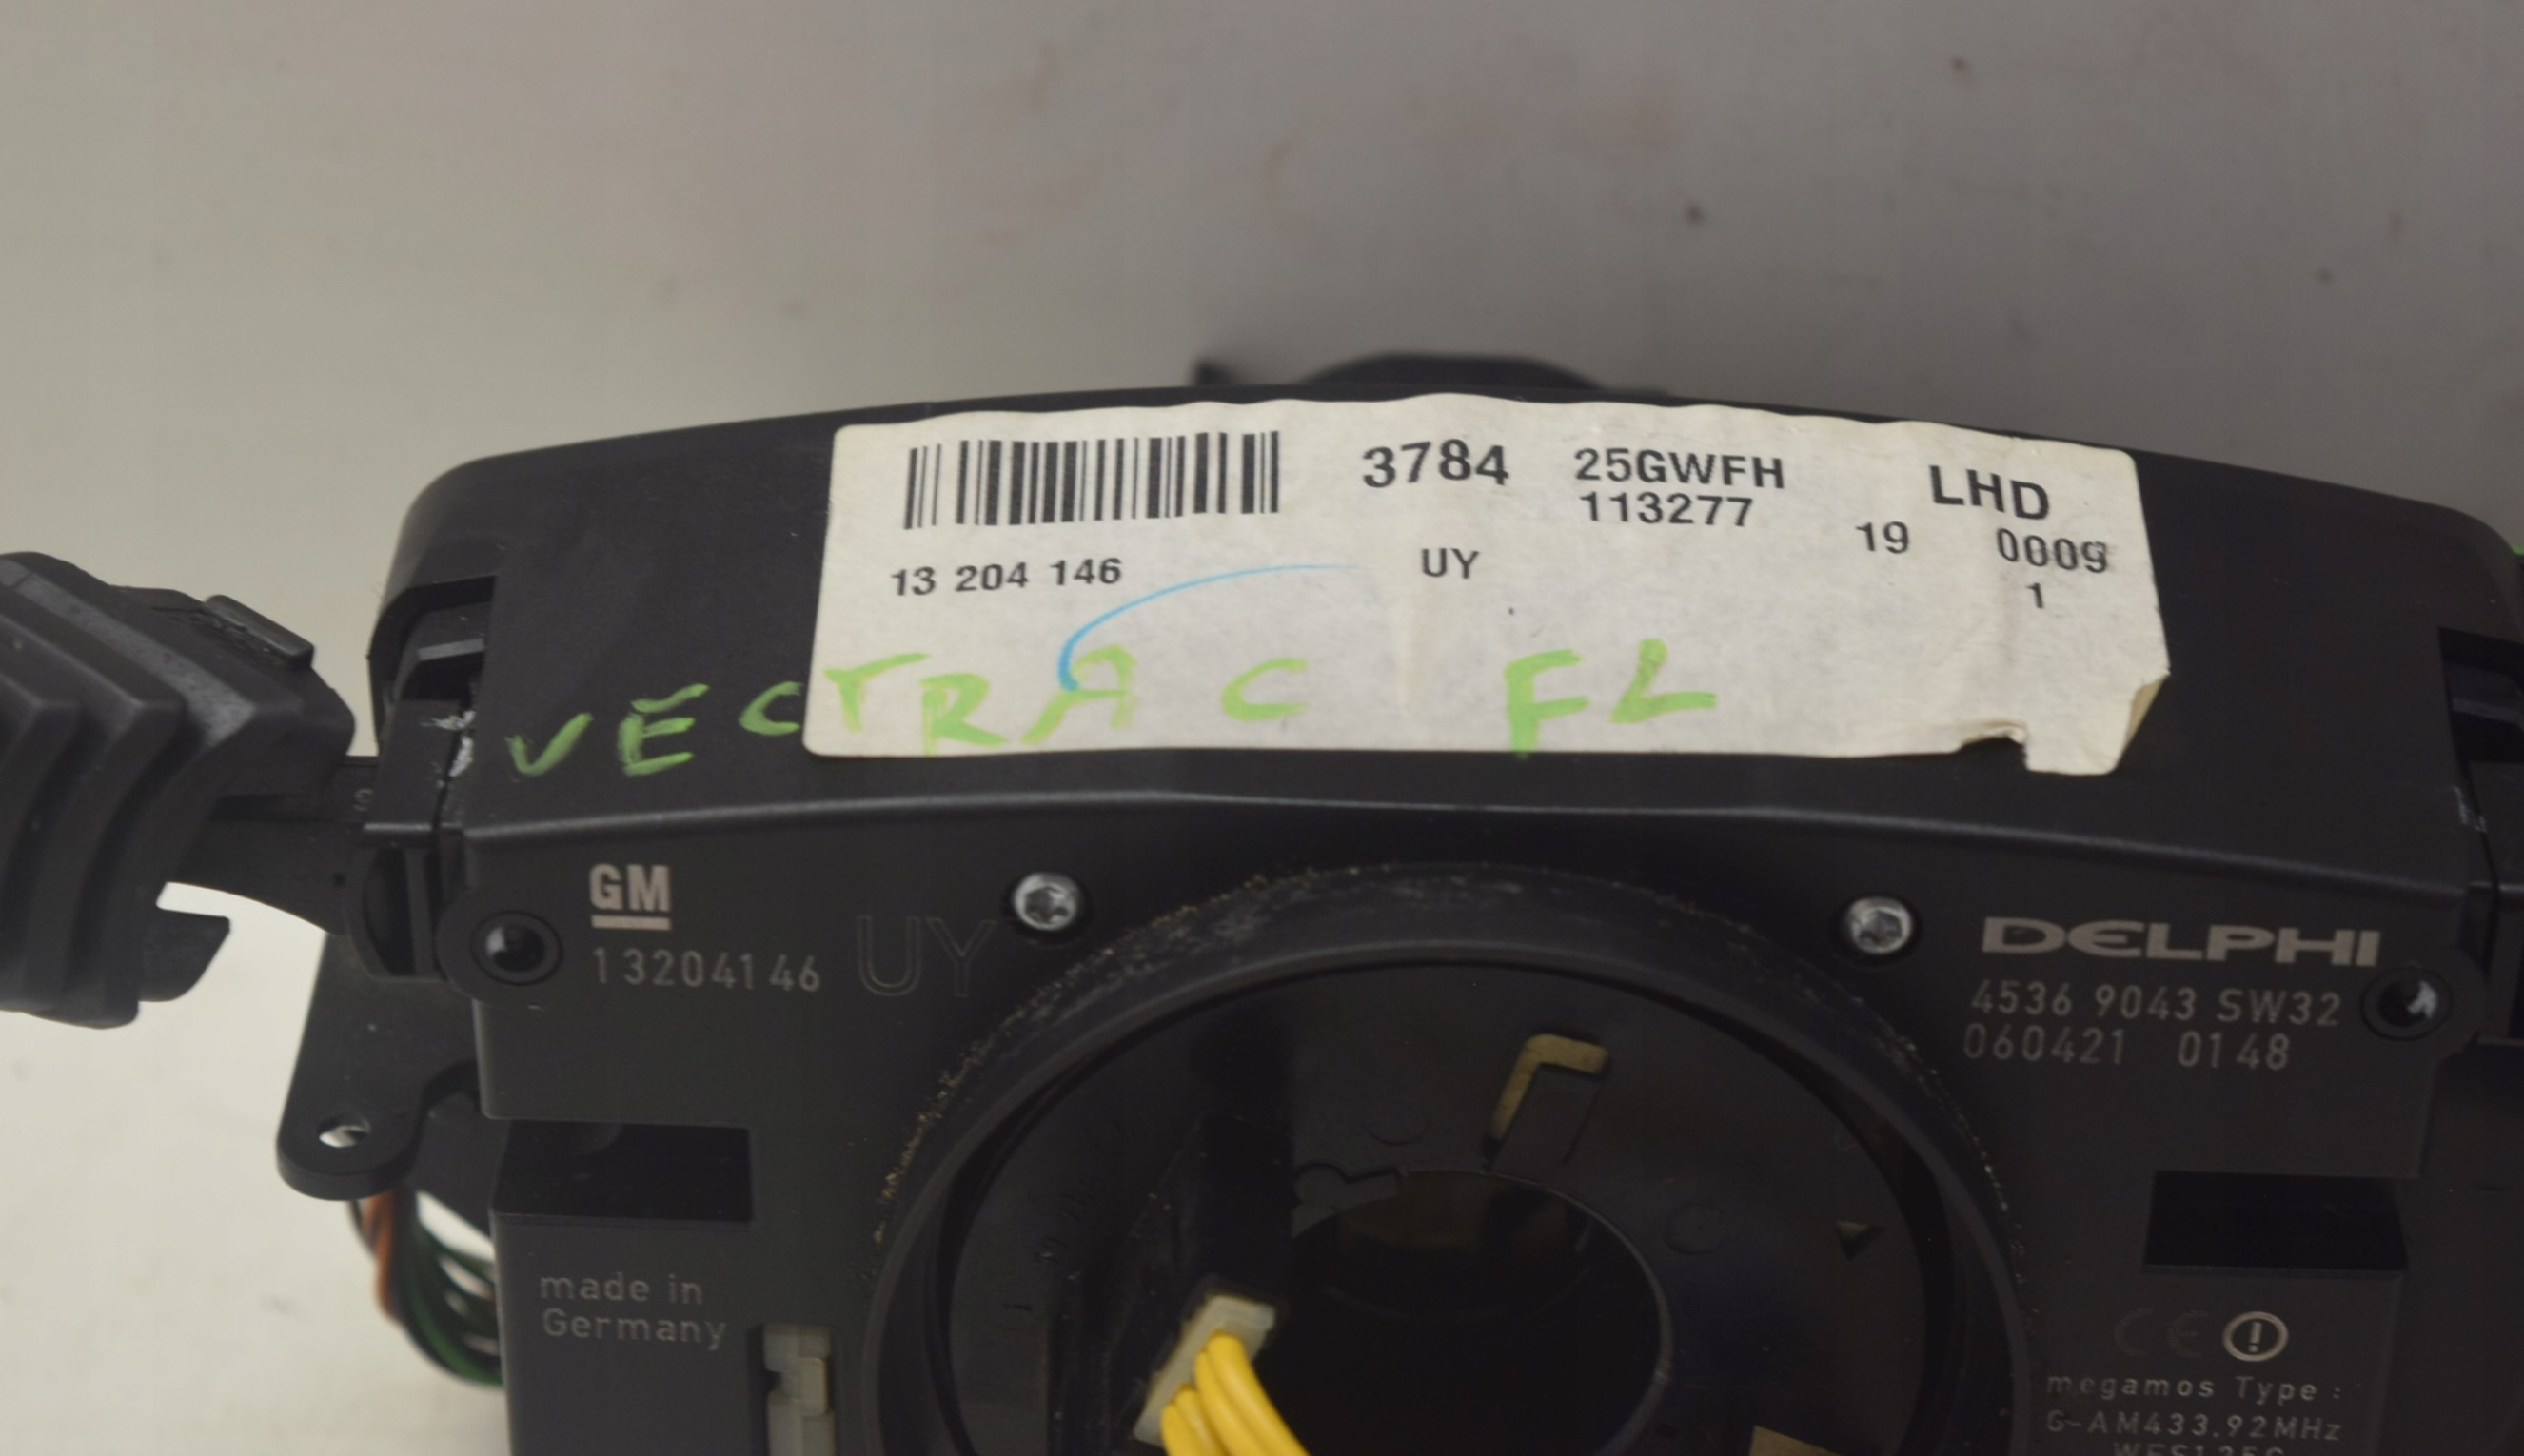 3784 25GWFH LHD
113277
19 0009
13 204 146 UY
1
VECTRA C FL
GM
13204146 UY
DELPHI
4536 9043 SW32
060421 0148
made in
Germany
CE
megamos Type :
G-AM433.92MHz